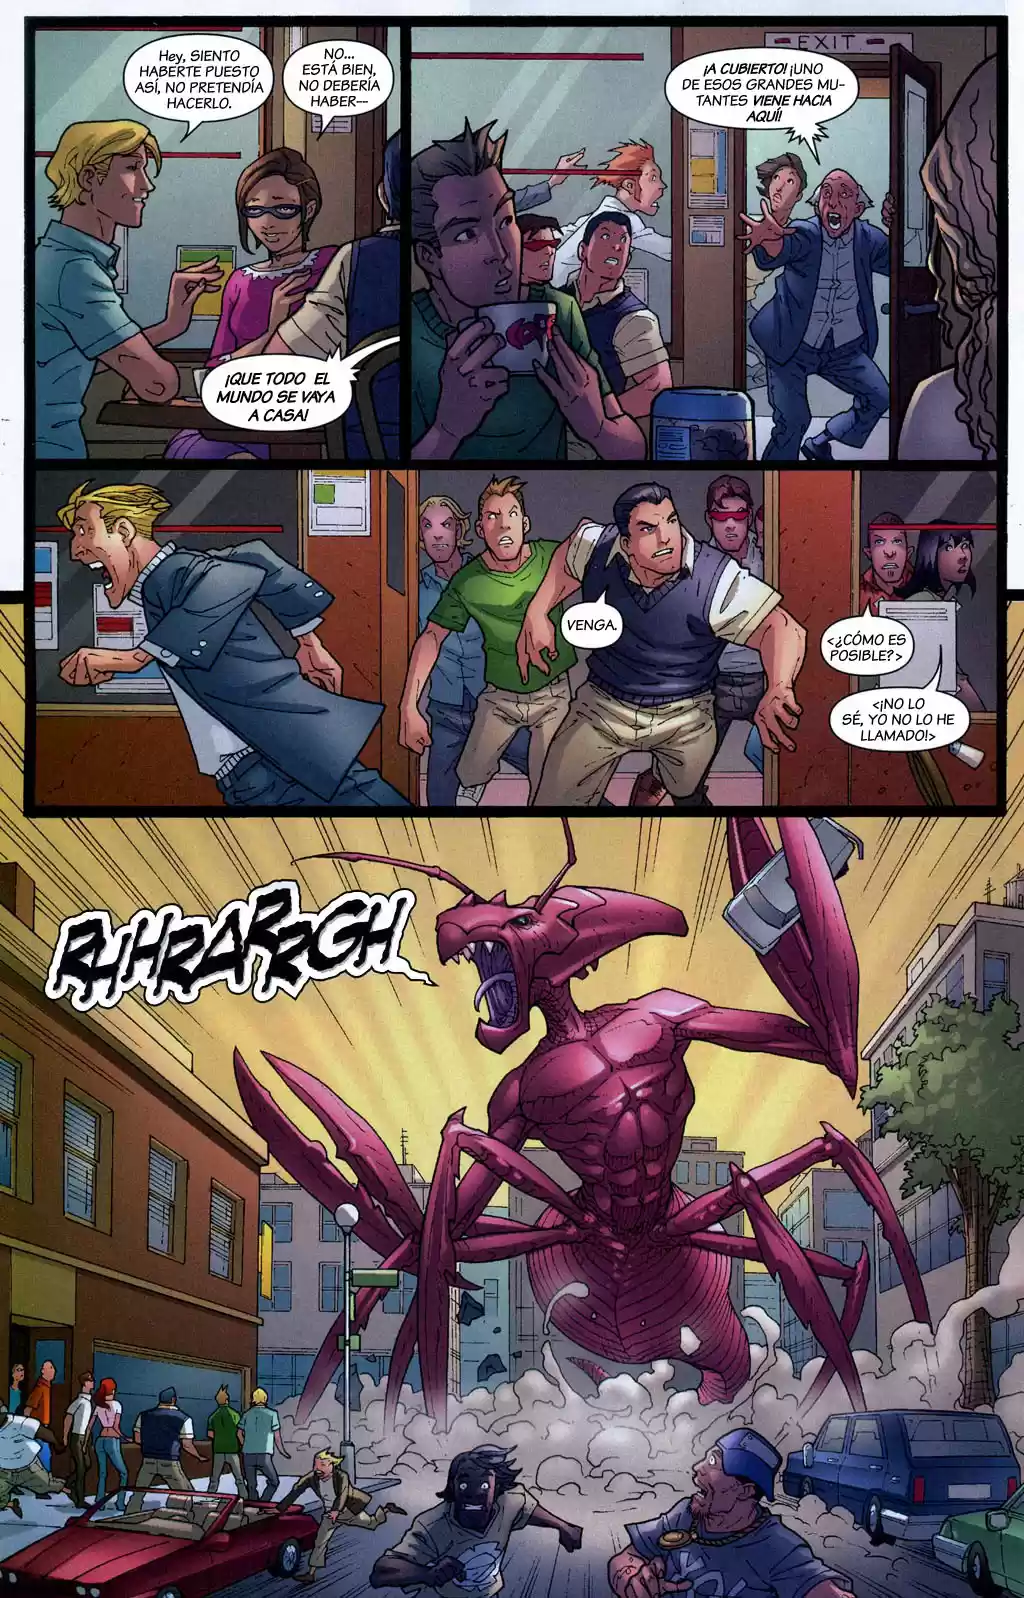 Hey, SIENTO
HABERTE PUESTO
ASÍ, NO PRETENDÍA
HACERLO.
NO...
ESTÁ BIEN,
NO DEBERÍA
HABER--
¡QUE TODO EL
MUNDO SE VAYA
A CASA!
EXIT
¡A CUBIERTO! ¡UNO
DE ESOS GRANDES MU-
TANTES VIENE HACIA
AQUÍ!
VENGA.
<¿CÓMO ES
POSIBLE?>
<¡NO LO
SÉ, YO NO LO HE
LLAMADO!>
RHHRARRRGH